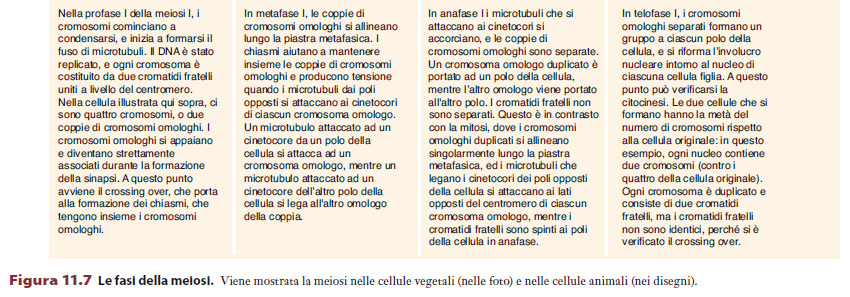 Nella profase I della meiosi I, i
cromosomi cominciano a
condensarsi, e inizia a formarsi il
fuso di microtubuli. Il DNA è stato
replicato, e ogni cromosoma è
costituito da due cromatidi fratelli
uniti a livello del centromero.
Nella cellula illustrata qui sopra, ci
sono quattro cromosomi, o due
coppie di cromosomi omologhi. I
cromosomi omologhi si appaiano
e diventano strettamente
associati durante la formazione
della sinapsi. A questo punto
avviene il crossing over, che porta
alla formazione dei chiasmi, che
tengono insieme i cromosomi
omologhi.
In metafase I, le coppie di
cromosomi omologhi si allineano
lungo la piastra metafasica. I
chiasmi aiutano a mantenere
insieme le coppie di cromosomi
omologhi e producono tensione
quando i microtubuli dai poli
opposti si attaccano ai cinetocori
di ciascun cromosoma omologo.
Un microtubulo attaccato ad un
cinetocore da un polo della
cellula si attacca ad un
cromosoma omologo, mentre un
microtubulo attaccato ad un
cinetocore dell'altro polo della
cellula si lega all'altro omologo
della coppia.
In anafase I i microtubuli che si
attaccano ai cinetocori si
accorciano, e le coppie di
cromosomi omologhi sono separate.
Un cromosoma omologo duplicato è
portato ad un polo della cellula,
mentre l'altro omologo viene portato
all'altro polo. I cromatidi fratelli non
sono separati. Questo è in contrasto
con la mitosi, dove i cromosomi
omologhi duplicati si allineano
singolarmente lungo la piastra
metafasica, ed i microtubuli che
legano i cinetocori dei poli opposti
della cellula si attaccano ai lati
opposti del centromero di ciascun
cromosoma omologo, mentre i
cromatidi fratelli sono spinti ai poli
della cellula in anafase.
In telofase I, i cromosomi
omologhi separati formano un
gruppo a ciascun polo della
cellula, e si riforma l'involucro
nucleare intorno al nucleo di
ciascuna cellula figlia. A questo
punto può verificarsi la
citocinesi. Le due cellule che si
formano hanno la metà del
numero di cromosomi rispetto
alla cellula originale: in questo
esempio, ogni nucleo contiene
due cromosomi (contro i
quattro della cellula originale).
Ogni cromosoma è duplicato e
consiste di due cromatidi
fratelli, ma i cromatidi fratelli
non sono identici, perché si è
verificato il crossing over.
Figura 11.7 Le fasi della meiosi. Viene mostrata la meiosi nelle cellule vegetali (nelle foto) e nelle cellule animali (nei disegni).